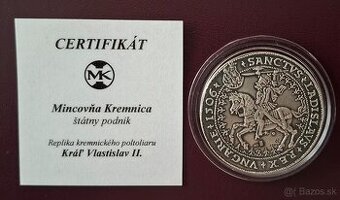 CERTIFIKÁT
MK
Mincovňa Kremnica
štátny podnik
Replika kremnického poltoliaru
Kráľ Vlastislav II.
SANCTVS LADISLAVS REX VNGARIE 1506
Bazos.sk